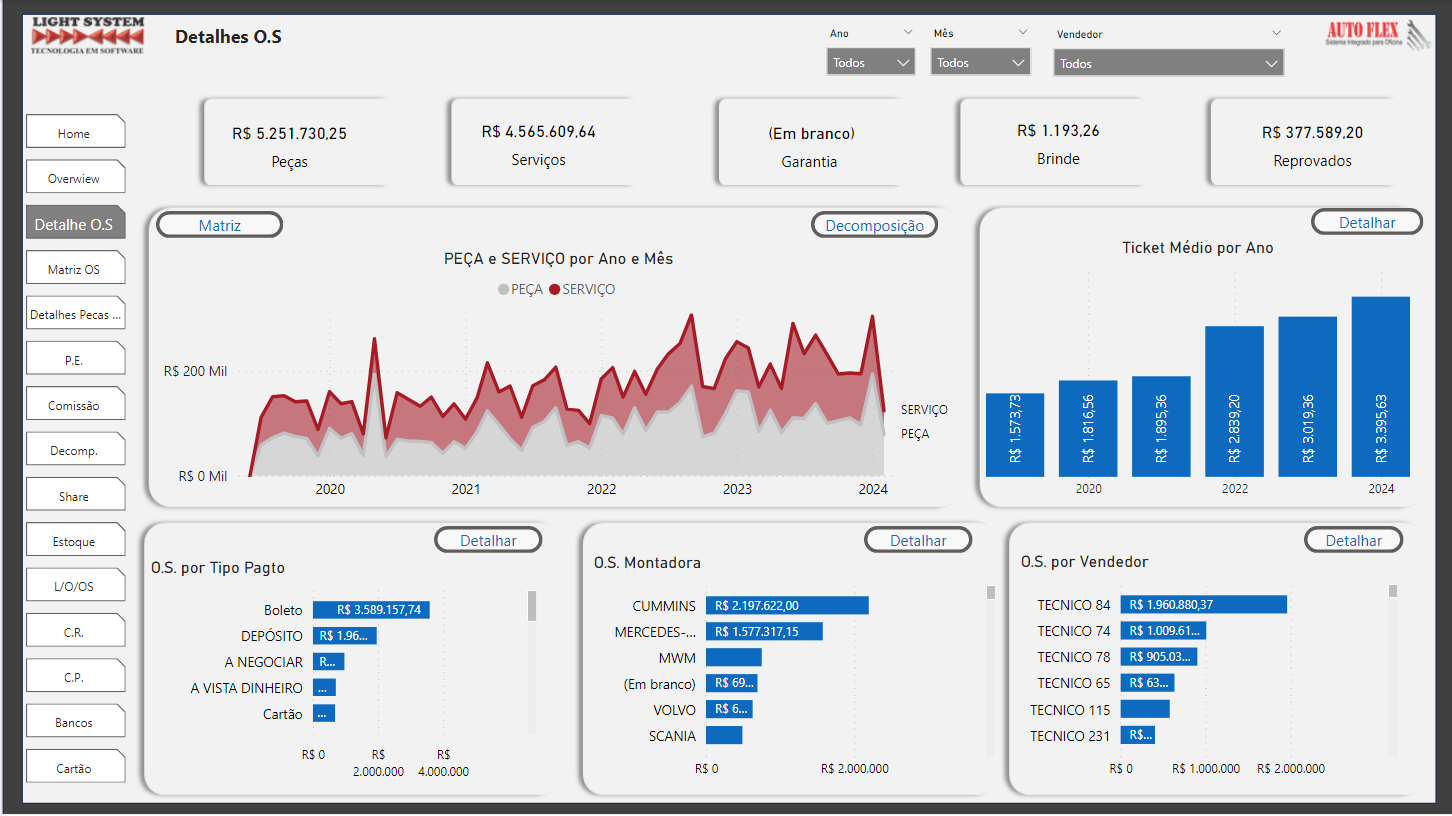 LIGHT SYSTEM
TECNOLOGIA EM SOFTWARE
Detalhes O.S
Ano
Todos
Mês
Todos
Vendedor
Todos
AUTO FLEX
Sistema Integrado para Oficina
Home
Overview
Detalhe O.S
Matriz OS
Detalhes Pecas ...
P.E.
Comissão
Decomp.
Share
Estoque
L/O/OS
C.R.
C.P.
Bancos
Cartão
R$ 5.251.730,25
Peças
R$ 4.565.609,64
Serviços
(Em branco)
Garantia
R$ 1.193,26
Brinde
R$ 377.589,20
Reprovados
Matriz
Decomposição
PEÇA e SERVIÇO por Ano e Mês
PEÇA SERVIÇO
R$ 200 Mil
R$ 0 Mil
SERVIÇO
PEÇA
2020 2021 2022 2023 2024
Detalhar
Ticket Médio por Ano
R$ 1.573,73
R$ 1.816,56
R$ 1.895,36
R$ 2.839,20
R$ 3.019,36
R$ 3.395,63
2020 2022 2024
Detalhar
O.S. por Tipo Pagto
Boleto R$ 3.589.157,74
DEPÓSITO R$ 1.96...
A NEGOCIAR R...
A VISTA DINHEIRO ...
Cartão ...
R$ 0 R$ 2.000.000 R$ 4.000.000
Detalhar
O.S. Montadora
CUMMINS R$ 2.197.622,00
MERCEDES-... R$ 1.577.317,15
MWM
(Em branco) R$ 69...
VOLVO R$ 6...
SCANIA
R$ 0 R$ 2.000.000
Detalhar
O.S. por Vendedor
TECNICO 84 R$ 1.960.880,37
TECNICO 74 R$ 1.009.61...
TECNICO 78 R$ 905.03...
TECNICO 65 R$ 63...
TECNICO 115
TECNICO 231 R$...
R$ 0 R$ 1.000.000 R$ 2.000.000